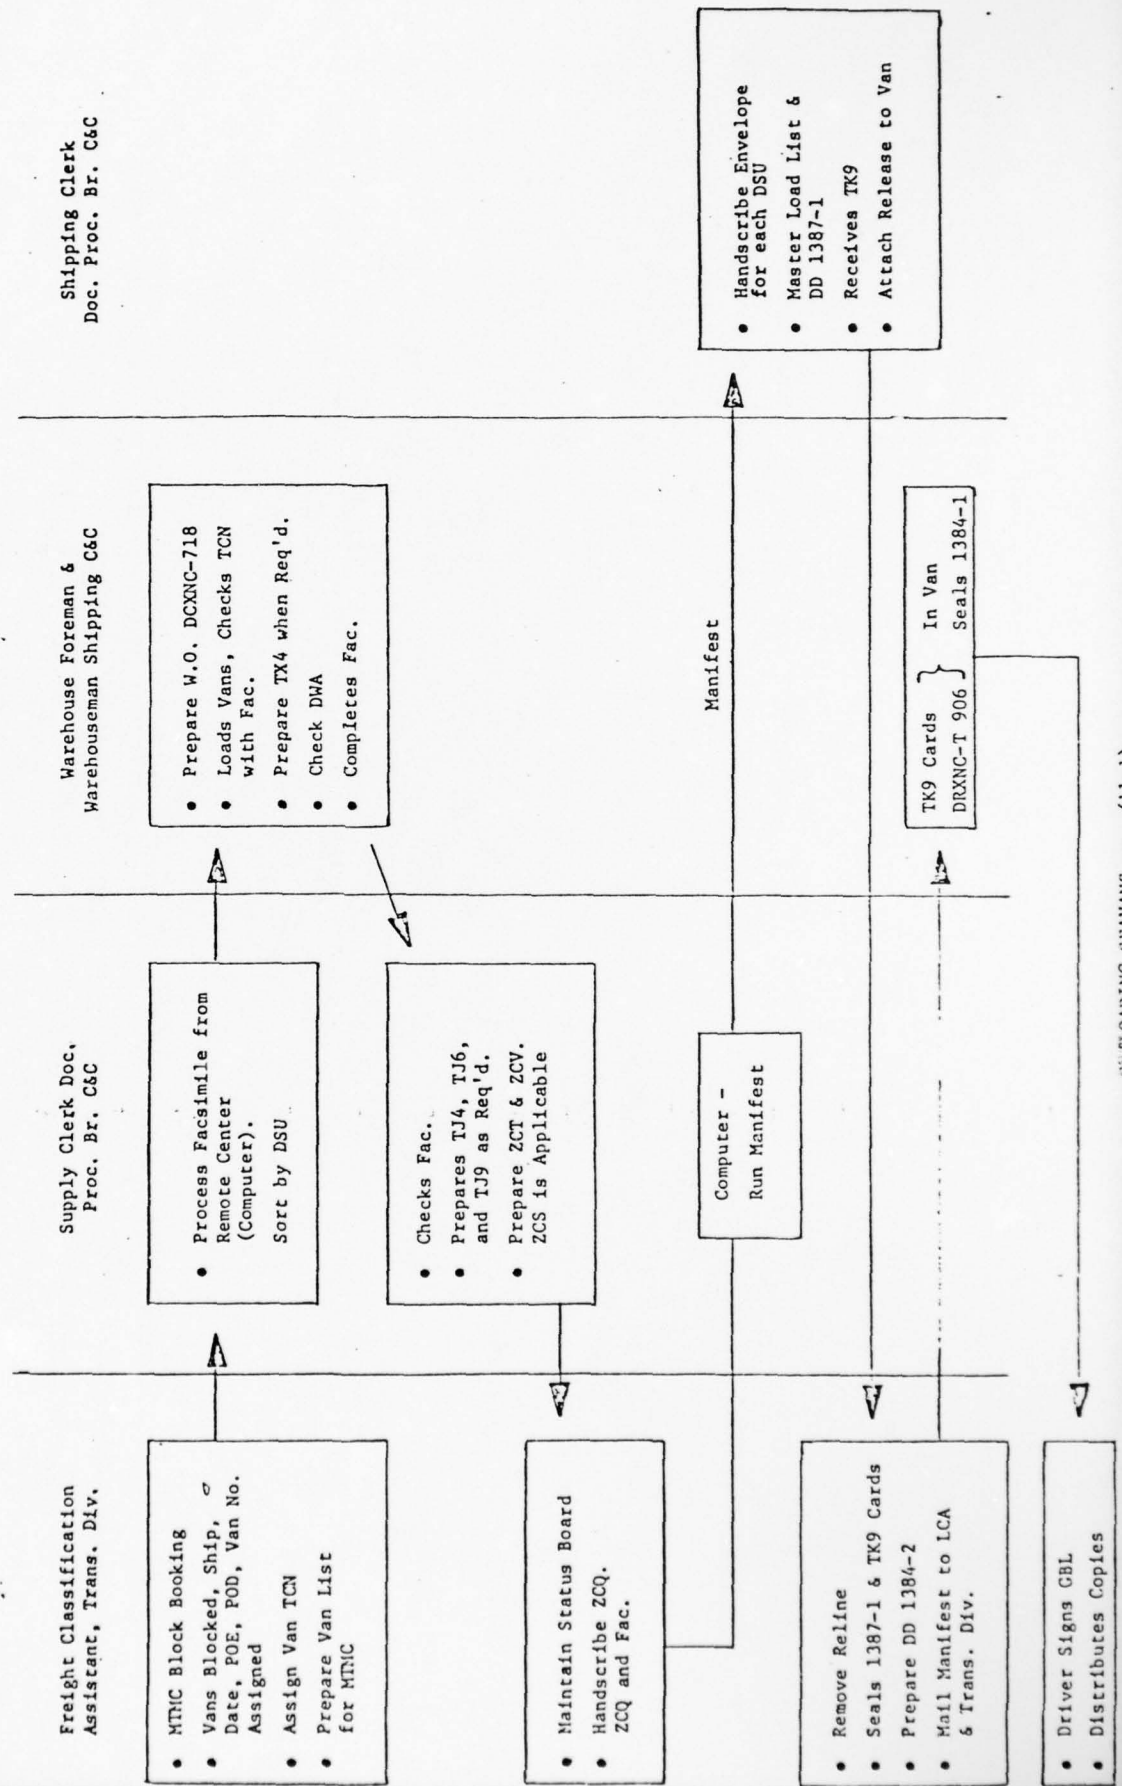 Freight Classification
Assistant, Trans. Div.
Supply Clerk Doc.
Proc. Br. C&C
Warehouse Foreman &
Warehouseman Shipping C&C
Shipping Clerk
Doc. Proc. Br. C&C
• MTMC Block Booking
• Vans Blocked, Ship,
Date, POE, POD, Van No.
Assigned
• Assign Van TCN
• Prepare Van List
for MTMC
• Process Facsimile from
Remote Center
(Computer).
Sort by DSU
• Prepare W.O. DCXNC-718
• Loads Vans, Checks TCN
with Fac.
• Prepare TX4 when Req'd.
• Check DWA
• Completes Fac.
• Checks Fac.
• Prepares TJ4, TJ6,
and TJ9 as Req'd.
• Prepare ZCT & ZCV.
ZCS is Applicable
• Maintain Status Board
• Handscribe ZCQ.
ZCQ and Fac.
Computer -
Run Manifest
Manifest
• Handscribe Envelope
for each DSU
• Master Load List &
DD 1387-1
• Receives TK9
• Attach Release to Van
• Remove Reline
• Seals 1387-1 & TK9 Cards
• Prepare DD 1384-2
• Mail Manifest to LCA
& Trans. Div.
TK9 Cards } In Van
DRXNC-T 906 } Seals 1384-1
• Driver Signs GBL
• Distributes Copies